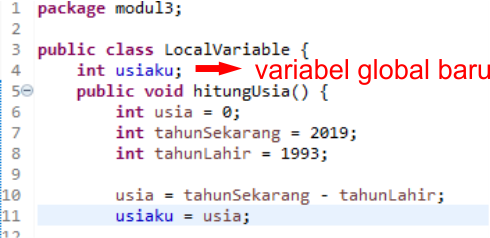 1 package modul3;
2
3 public class LocalVariable {
4 int usiaku; variabel global baru
5 public void hitungUsia() {
6 int usia = 0;
7 int tahunSekarang = 2019;
8 int tahunLahir = 1993;
9
10 usia = tahunSekarang - tahunLahir;
11 usiaku = usia;
12